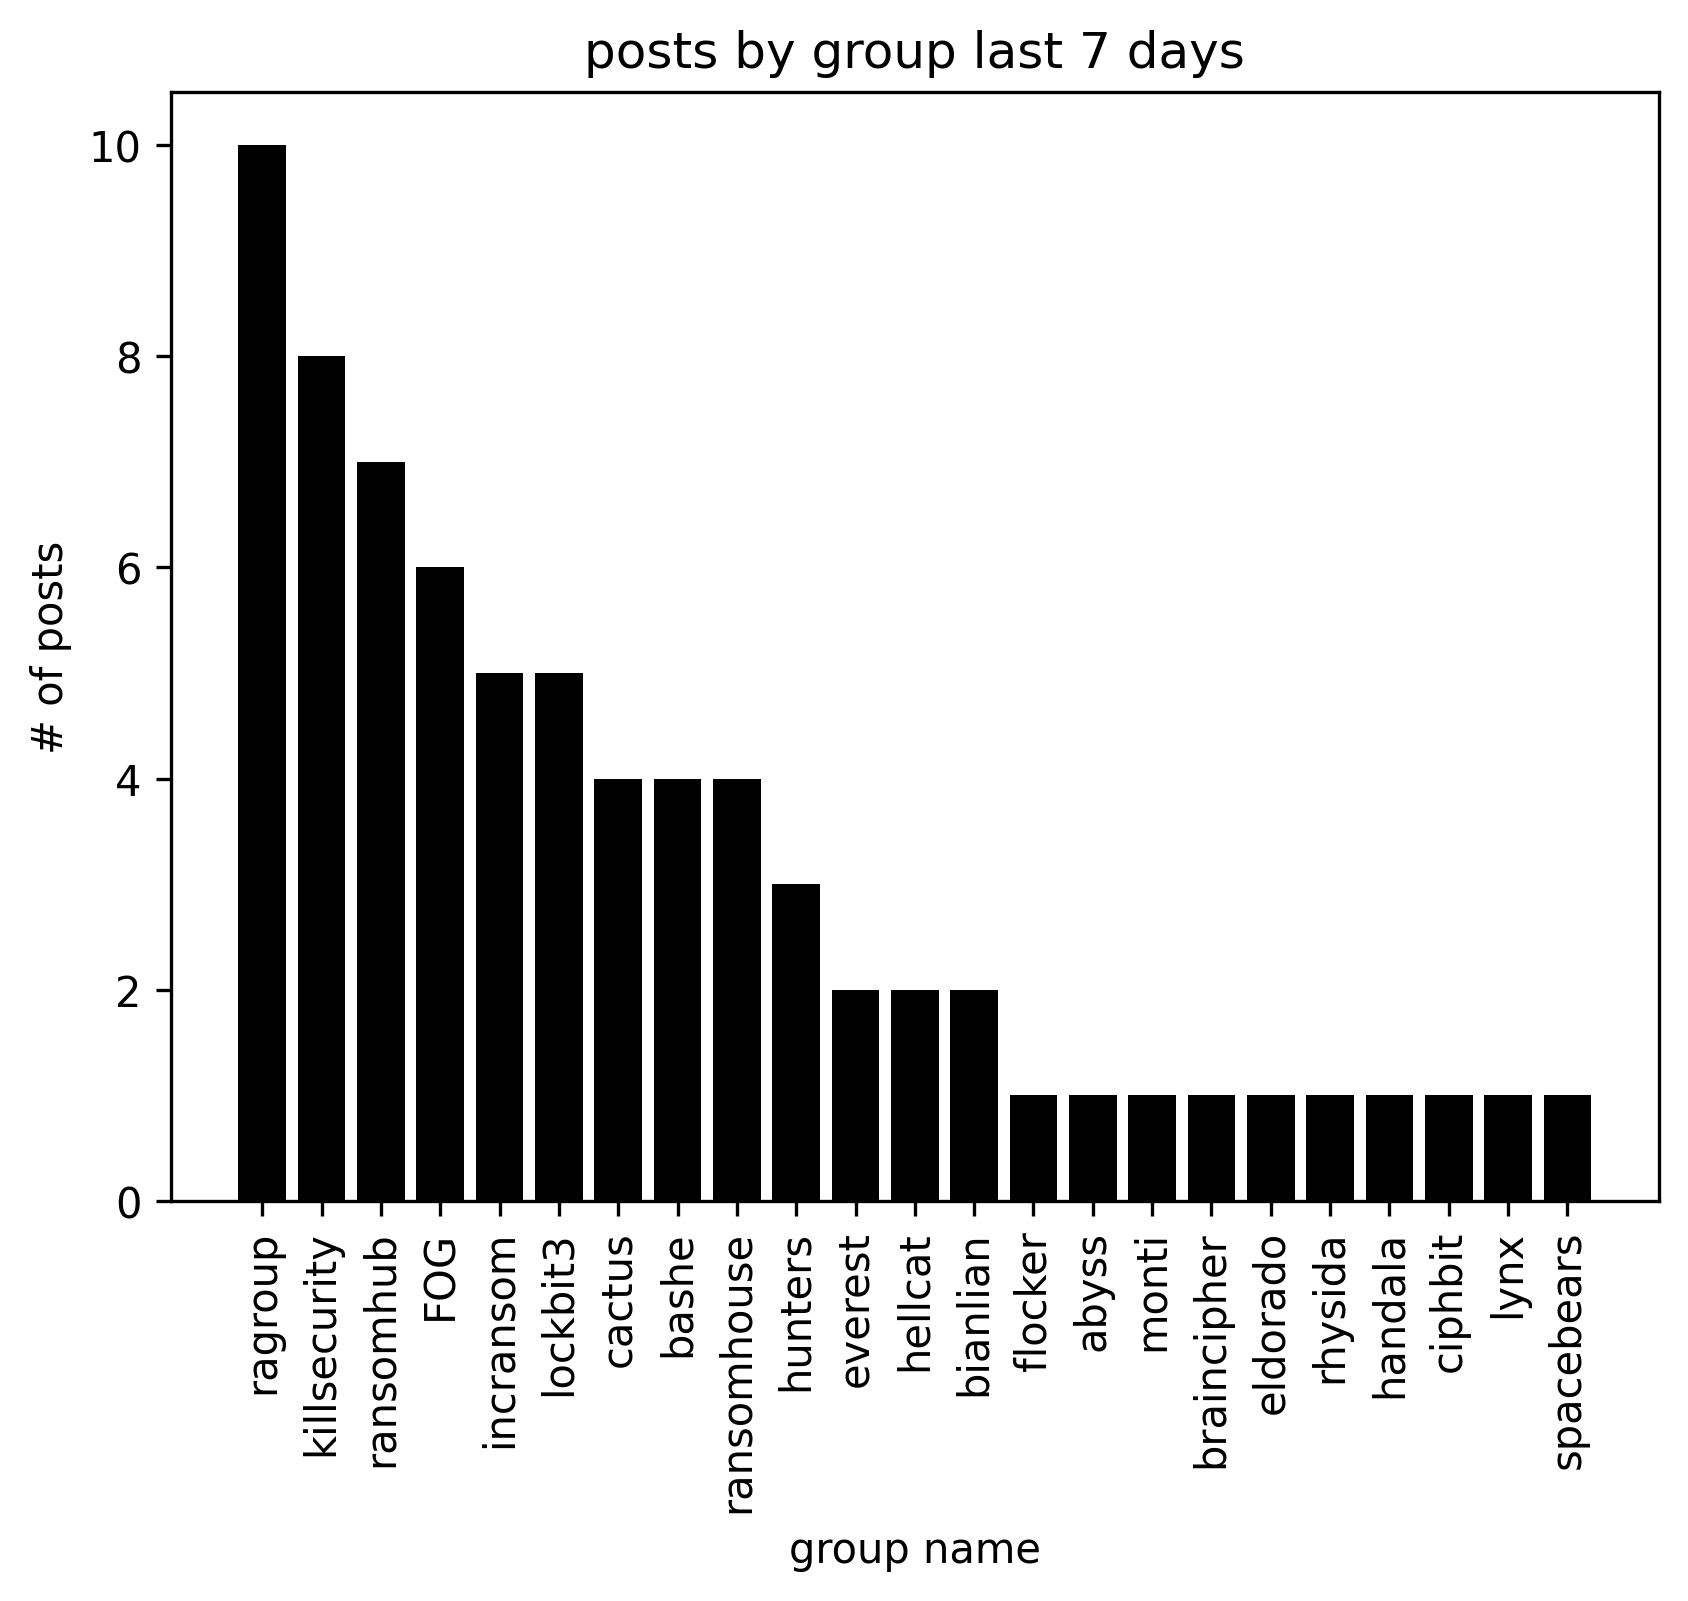 posts by group last 7 days
# of posts
10
8
6
4
2
0
ragroup
killsecurity
ransomhub
FOG
incransom
lockbit3
cactus
bashe
ransomhouse
hunters
everest
hellcat
bianlian
flocker
abyss
monti
braincipher
eldorado
rhysida
handala
ciphbit
lynx
spacebears
group name